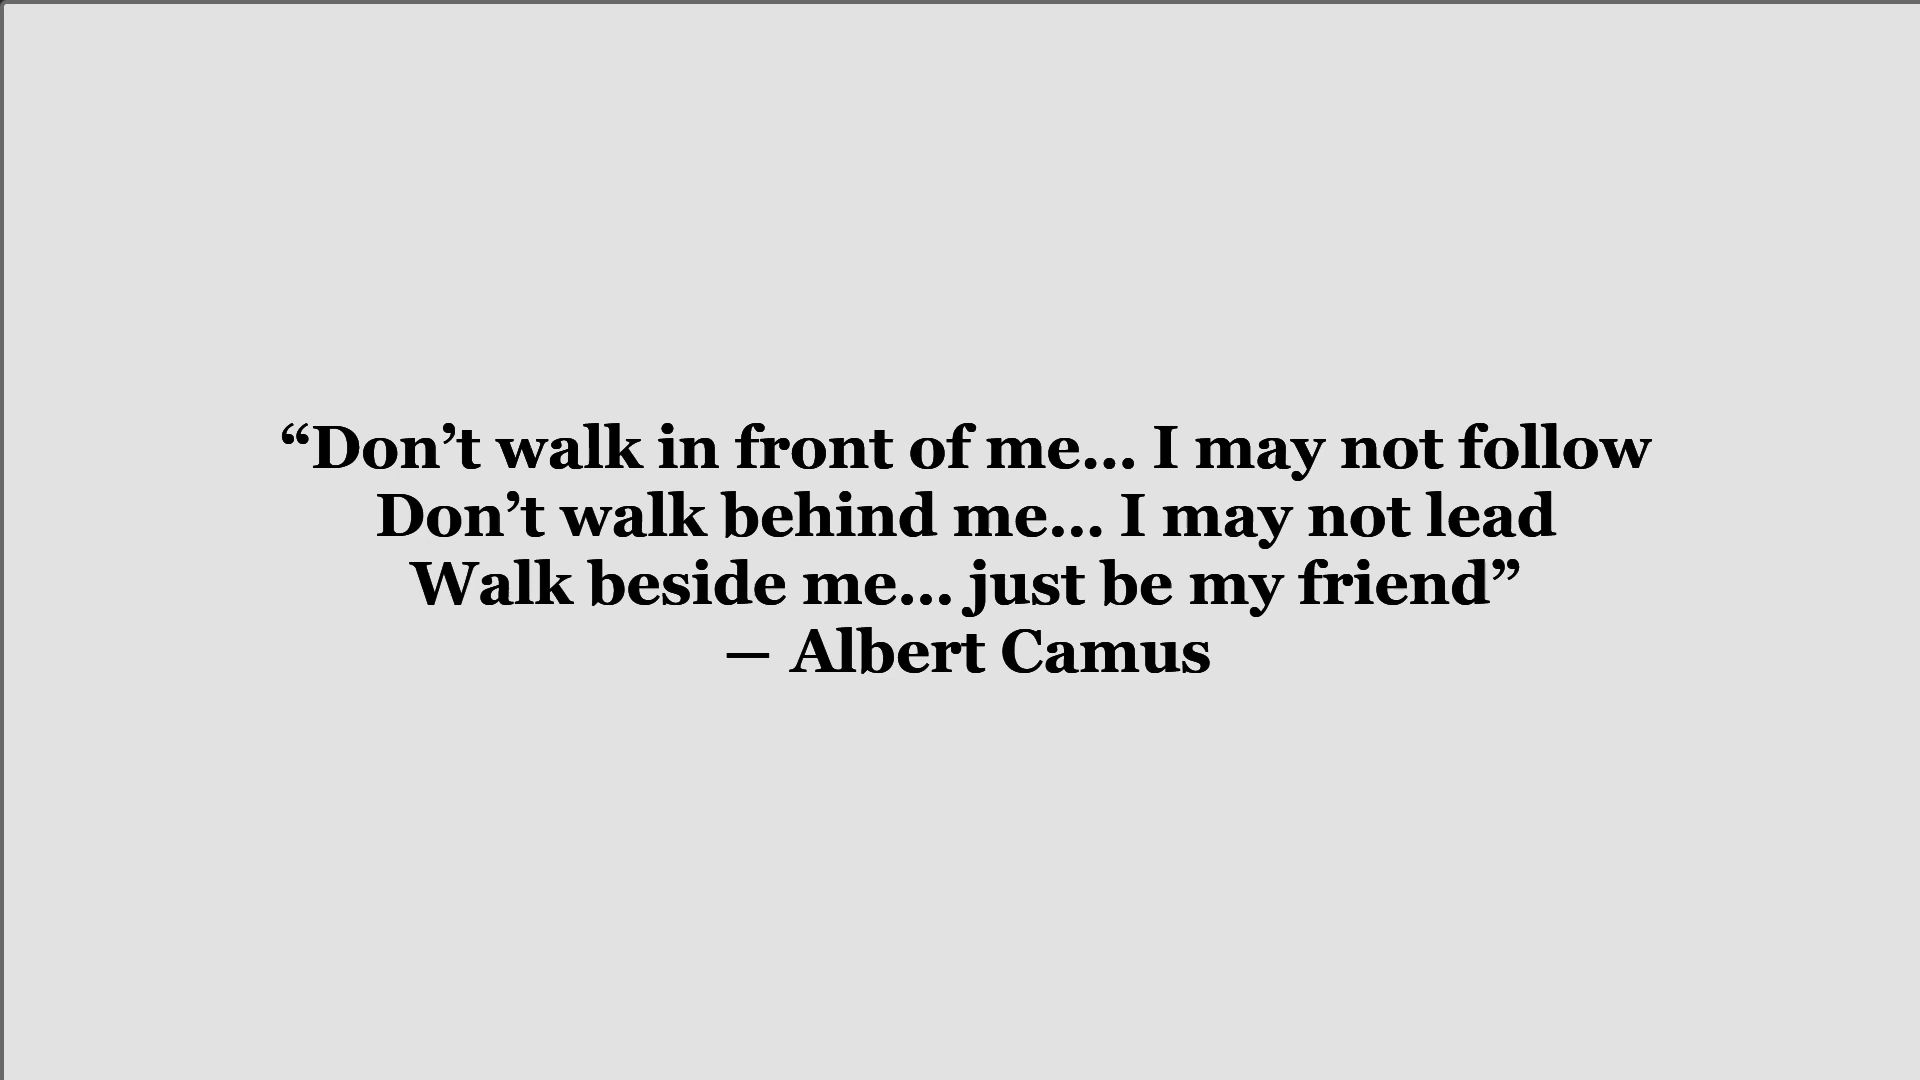 “Don’t walk in front of me… I may not follow
Don’t walk behind me… I may not lead
Walk beside me… just be my friend”
— Albert Camus